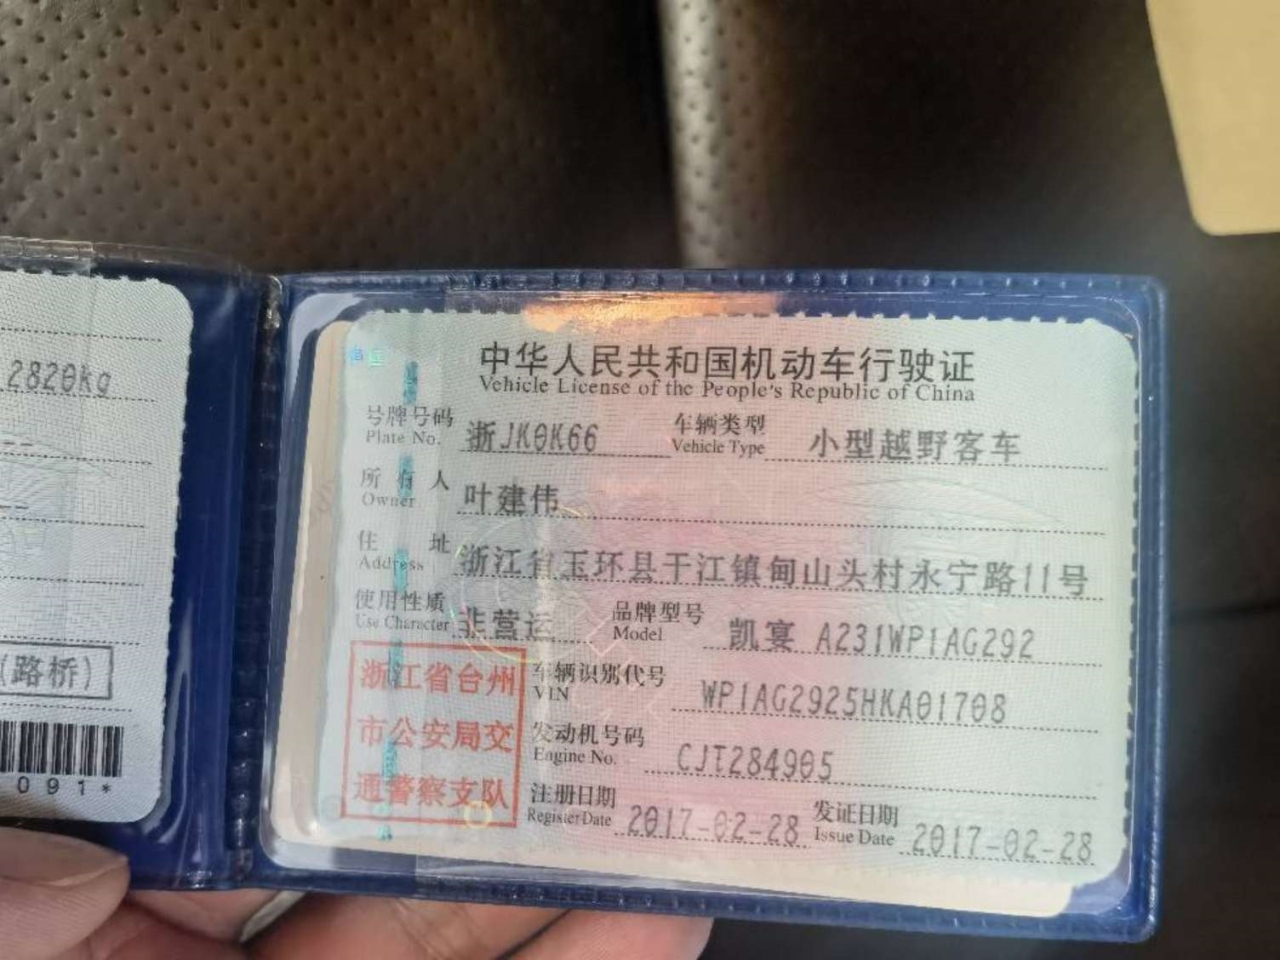 2820kg
(路桥)
091*
中华人民共和国机动车行驶证
Vehicle License of the People's Republic of China
号牌号码 浙JK0K66 车辆类型 小型越野客车
Plate No. Vehicle Type
所有人 叶建伟
Owner
住址 浙江省玉环县干江镇甸山头村永宁路11号
Address
使用性质 非营运 品牌型号 凯宴 A231WP1AG292
Use Character Model
浙江省台州
市公安局交
通警察支队
车辆识别代号 WP1AG2925HKA01708
VIN
发动机号码 CJT284905
Engine No.
注册日期 2017-02-28 发证日期 2017-02-28
Register Date Issue Date